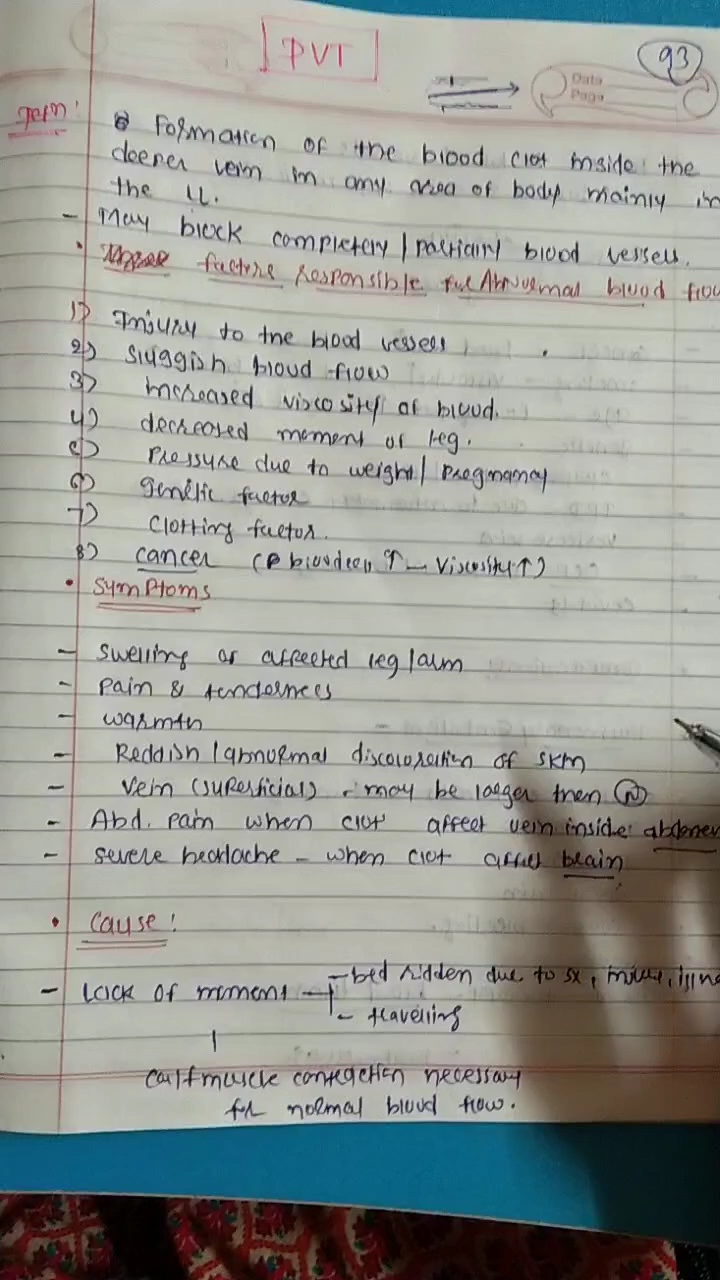 DVT
93
Data
Page
Term:
Formation of the blood clot inside the
deeper vein in any area of body mainly in
the LL.
- May block completely / partially blood vessels.
• factors responsible for Abnormal blood flow
1) Injury to the blood vessels
2) sluggish blood flow
3) increased viscosity of blood.
4) decreased moment of leg.
5) Pressure due to weight / pregnancy
6) genetic factor
7) Clotting factor.
8) cancer ( ↑ – Viscosity ↑)
• Symptoms
- swelling of affected leg / arm
- pain & tenderness
- warmth
- Reddish / abnormal discoloration of skin
- Vein (superficial) - may be larger then (N)
- Abd. pain when clot affect vein inside abdomen
- severe headache - when clot affect brain
• Cause:
- Lack of moment - bed ridden due to sx,
- travelling
calf muscle contraction necessary
for normal blood flow.